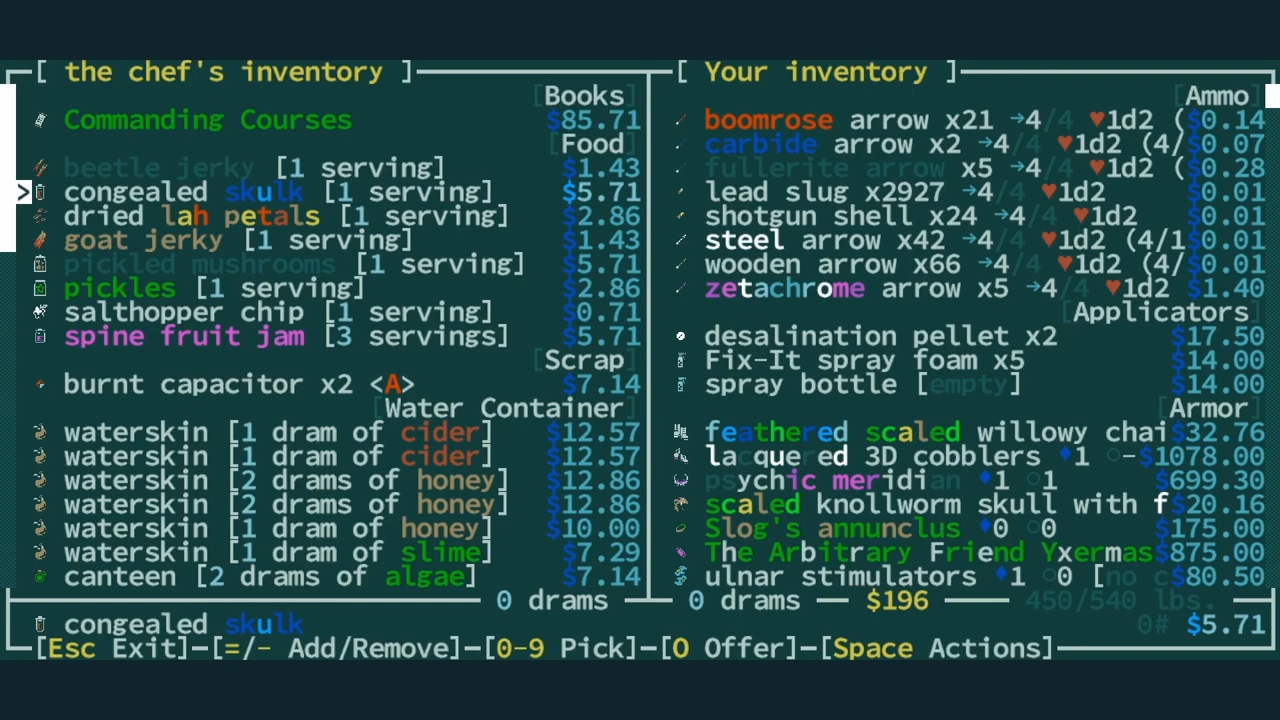 [ the chef's inventory ]
[Books]
Commanding Courses $85.71
[Food]
beetle jerky [1 serving] $1.43
> congealed skulk [1 serving] $5.71
dried lah petals [1 serving] $2.86
goat jerky [1 serving] $1.43
pickled mushrooms [1 serving] $5.71
pickles [1 serving] $2.86
salthopper chip [1 serving] $0.71
spine fruit jam [3 servings] $5.71
[Scrap]
burnt capacitor x2 <A> $7.14
[Water Container]
waterskin [1 dram of cider] $12.57
waterskin [1 dram of cider] $12.57
waterskin [2 drams of honey] $12.86
waterskin [2 drams of honey] $12.86
waterskin [1 dram of honey] $10.00
waterskin [1 dram of slime] $7.29
canteen [2 drams of algae] $7.14
0 drams
[ Your inventory ]
[Ammo]
boomrose arrow x21 →4/4 ♥1d2 ( $0.14
carbide arrow x2 →4/4 ♥1d2 (4/ $0.07
fullerite arrow x5 →4/4 ♥1d2 ( $0.28
lead slug x2927 →4/4 ♥1d2 $0.01
shotgun shell x24 →4/4 ♥1d2 $0.01
steel arrow x42 →4/4 ♥1d2 (4/1 $0.01
wooden arrow x66 →4/4 ♥1d2 (4/ $0.01
zetachrome arrow x5 →4/4 ♥1d2 $1.40
[Applicators]
desalination pellet x2 $17.50
Fix-It spray foam x5 $14.00
spray bottle [empty] $14.00
[Armor]
feathered scaled willowy chai $32.76
lacquered 3D cobblers ♦1 ○- $1078.00
psychic meridian ♦1 ○1 $699.30
scaled knollworm skull with f $20.16
Slog's annunclus ♦0 ○0 $175.00
The Arbitrary Friend Yxermas $875.00
ulnar stimulators ♦1 ○0 [no c $80.50
0 drams $196 450/540 lbs.
congealed skulk 0# $5.71
[Esc Exit] [=/- Add/Remove] [0-9 Pick] [O Offer] [Space Actions]